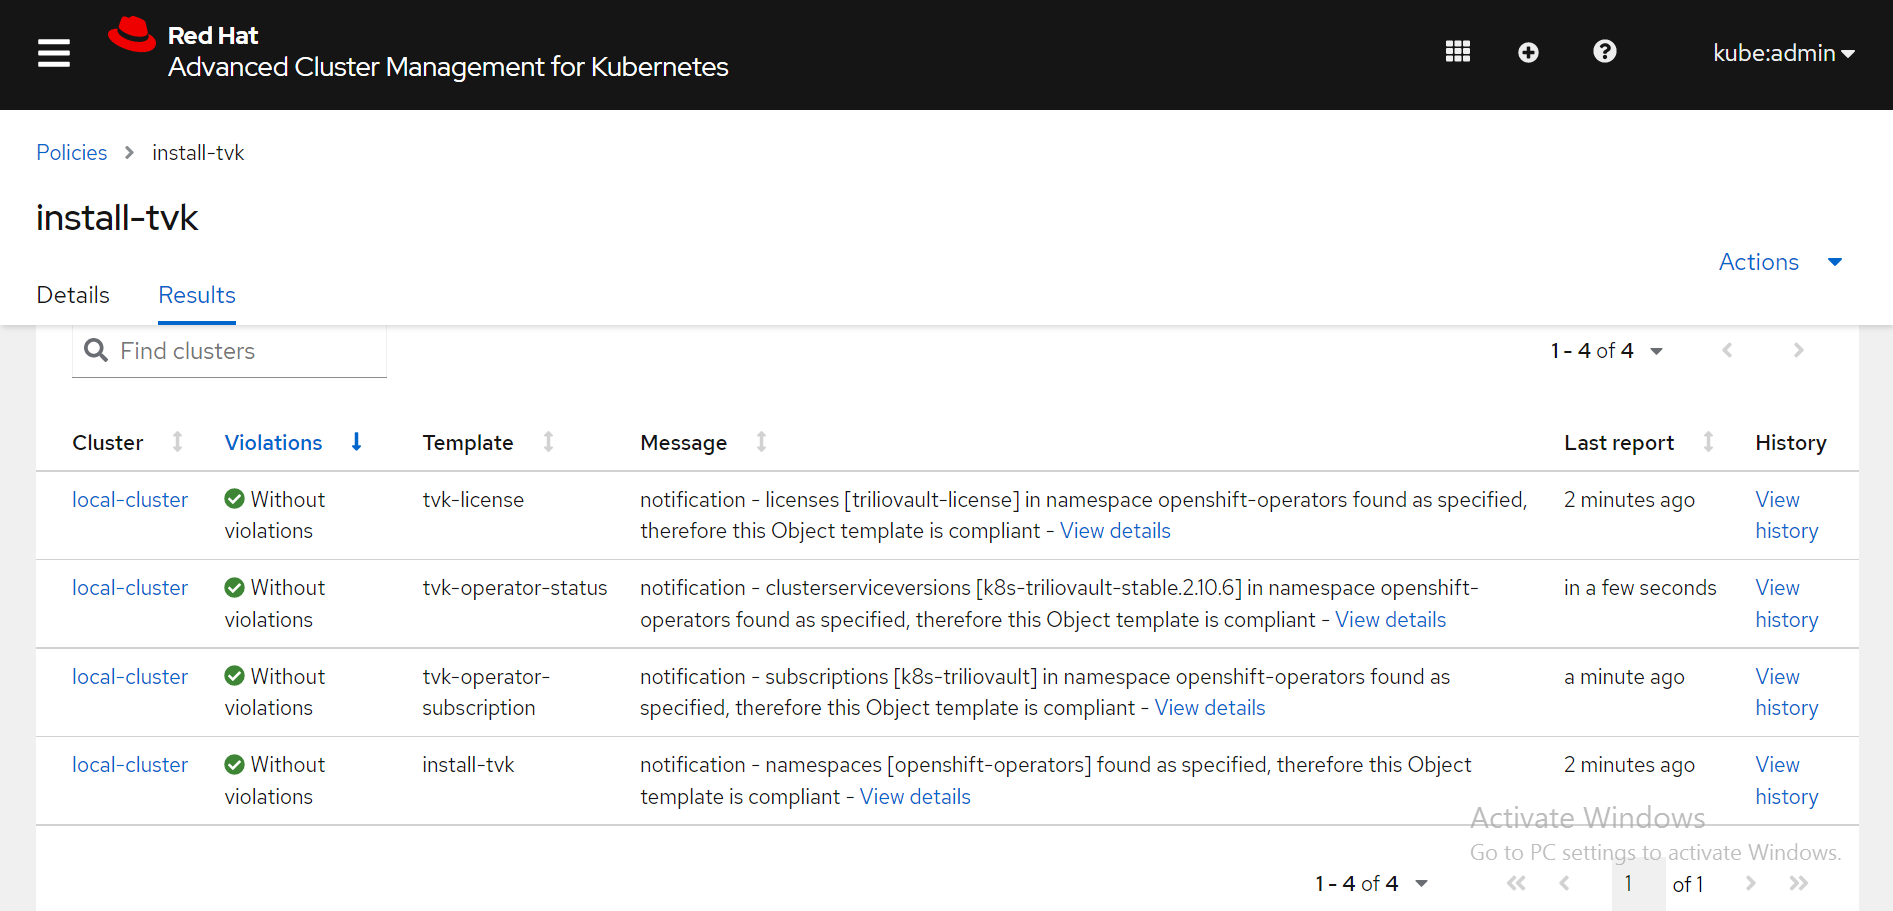 Red Hat
Advanced Cluster Management for Kubernetes
kube:admin
Policies > install-tvk
install-tvk
Actions
Details Results
Find clusters
1 - 4 of 4
Cluster Violations Template Message Last report History
local-cluster Without tvk-license notification - licenses [triliovault-license] in namespace openshift-operators found as specified, 2 minutes ago View
violations therefore this Object template is compliant - View details history
local-cluster Without tvk-operator-status notification - clusterserviceversions [k8s-triliovault-stable.2.10.6] in namespace openshift- in a few seconds View
violations operators found as specified, therefore this Object template is compliant - View details history
local-cluster Without tvk-operator- notification - subscriptions [k8s-triliovault] in namespace openshift-operators found as a minute ago View
violations subscription specified, therefore this Object template is compliant - View details history
local-cluster Without install-tvk notification - namespaces [openshift-operators] found as specified, therefore this Object 2 minutes ago View
violations template is compliant - View details history
Activate Windows
Go to PC settings to activate Windows.
1 - 4 of 4 1 of 1